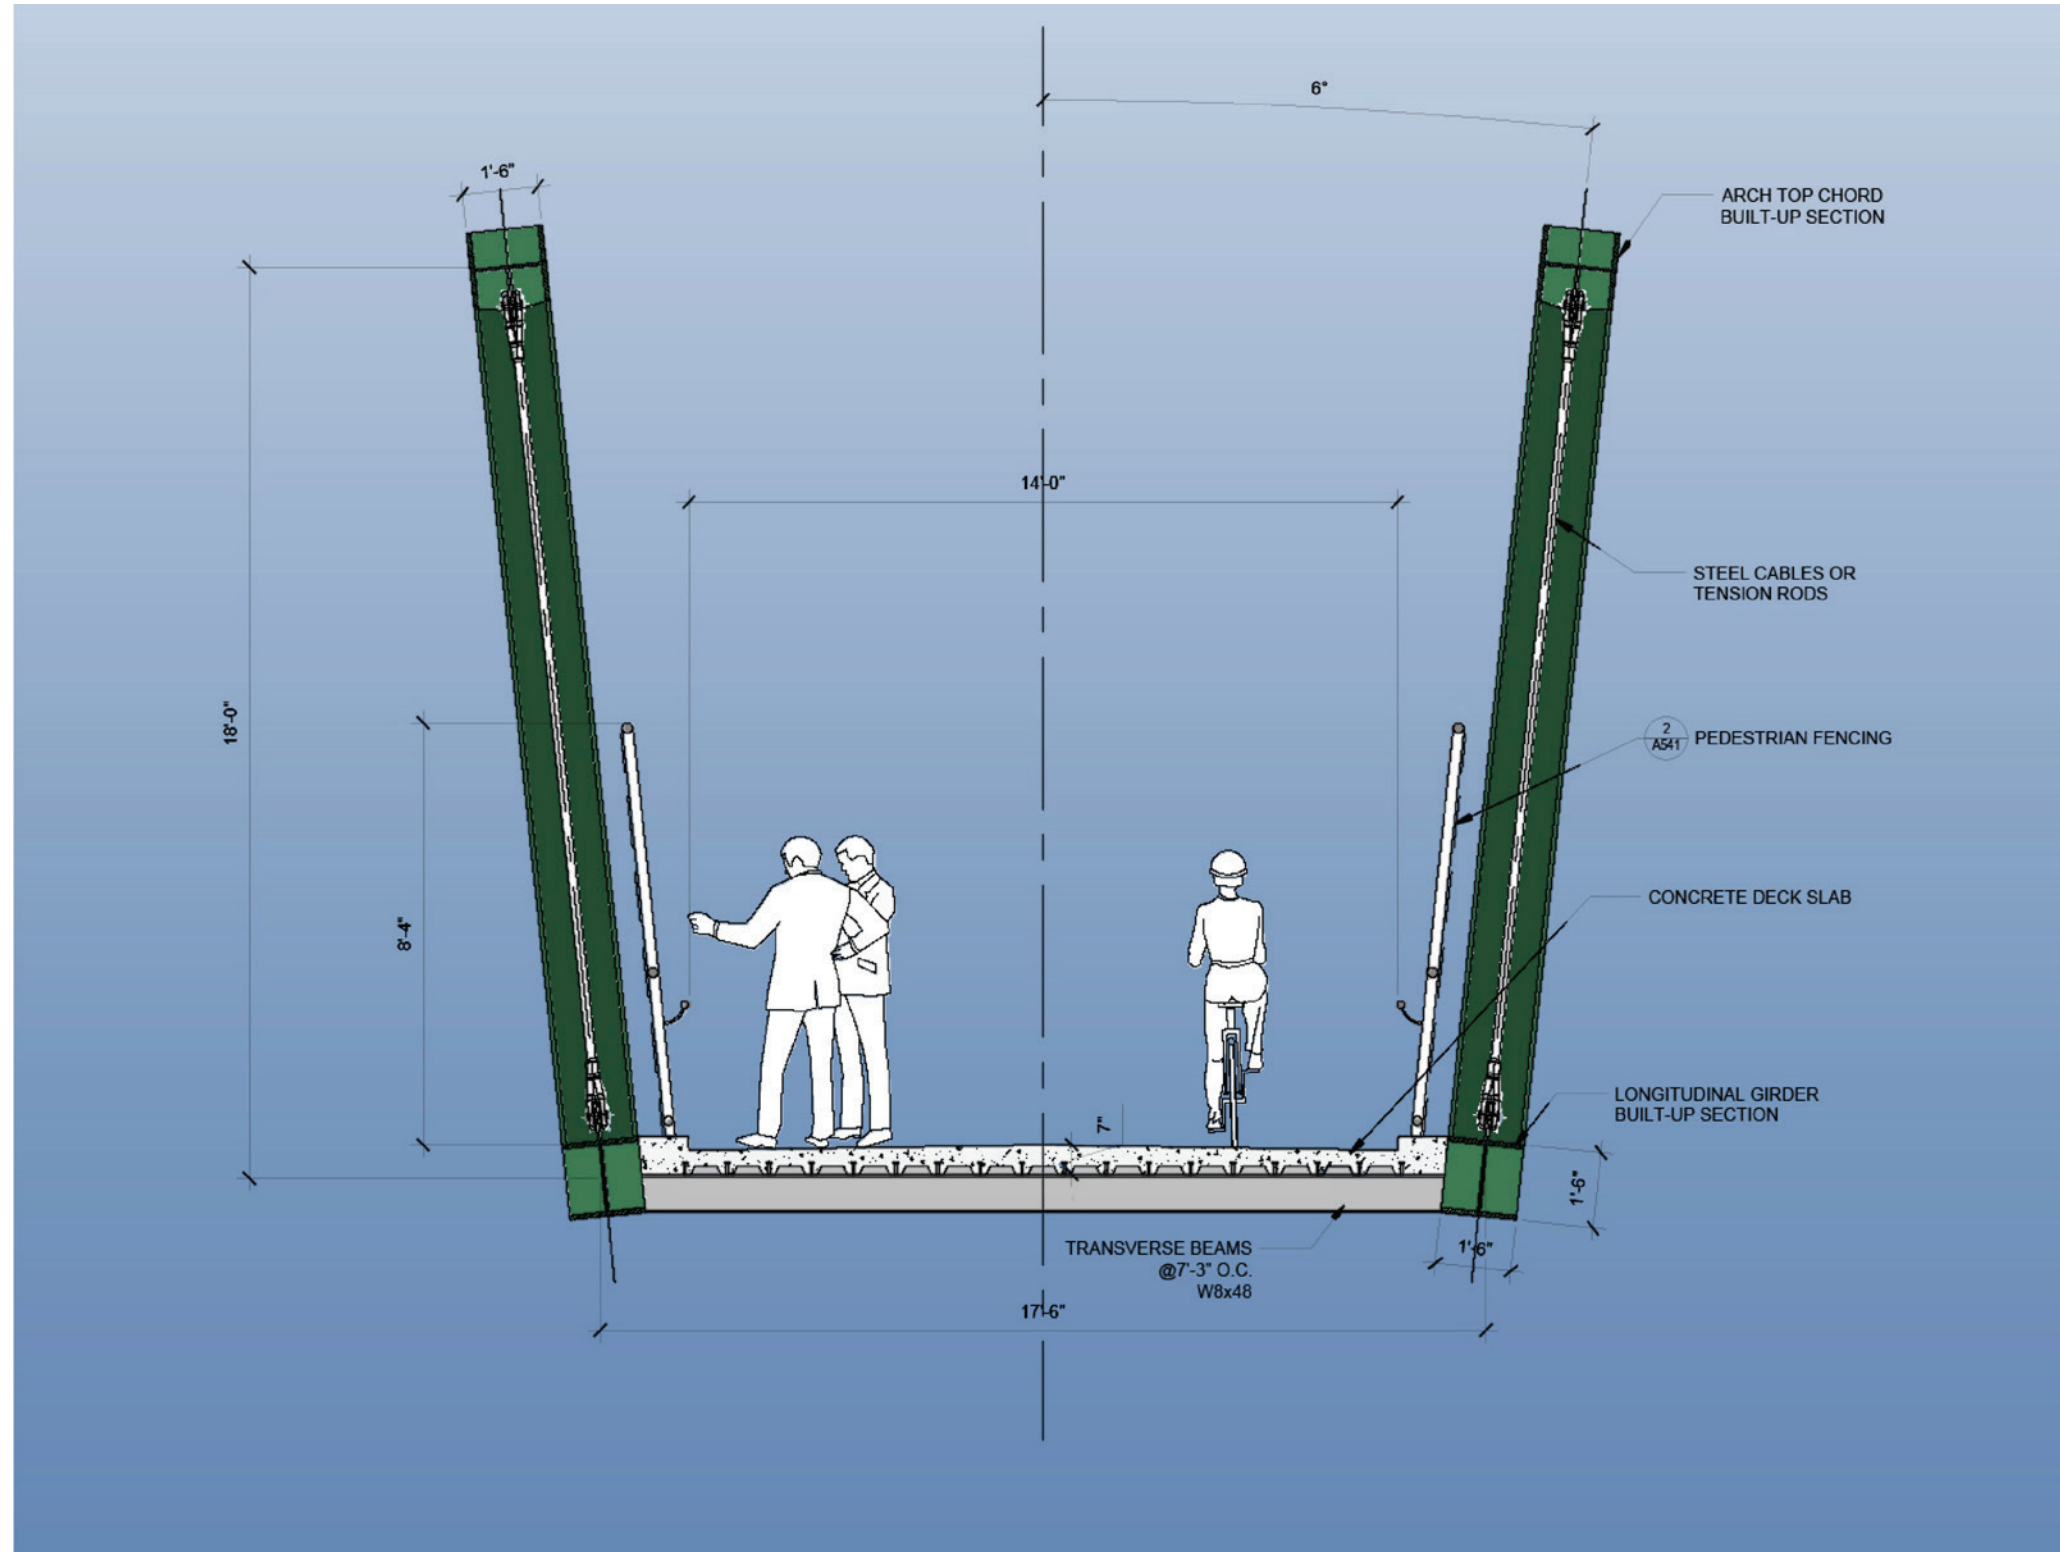 6°
1'-6"
ARCH TOP CHORD
BUILT-UP SECTION
14'-0"
STEEL CABLES OR
TENSION RODS
18'-0"
2
A541
PEDESTRIAN FENCING
8'-4"
CONCRETE DECK SLAB
7"
LONGITUDINAL GIRDER
BUILT-UP SECTION
1'-6"
1'-6"
TRANSVERSE BEAMS
@7'-3" O.C.
W8x48
17'-6"